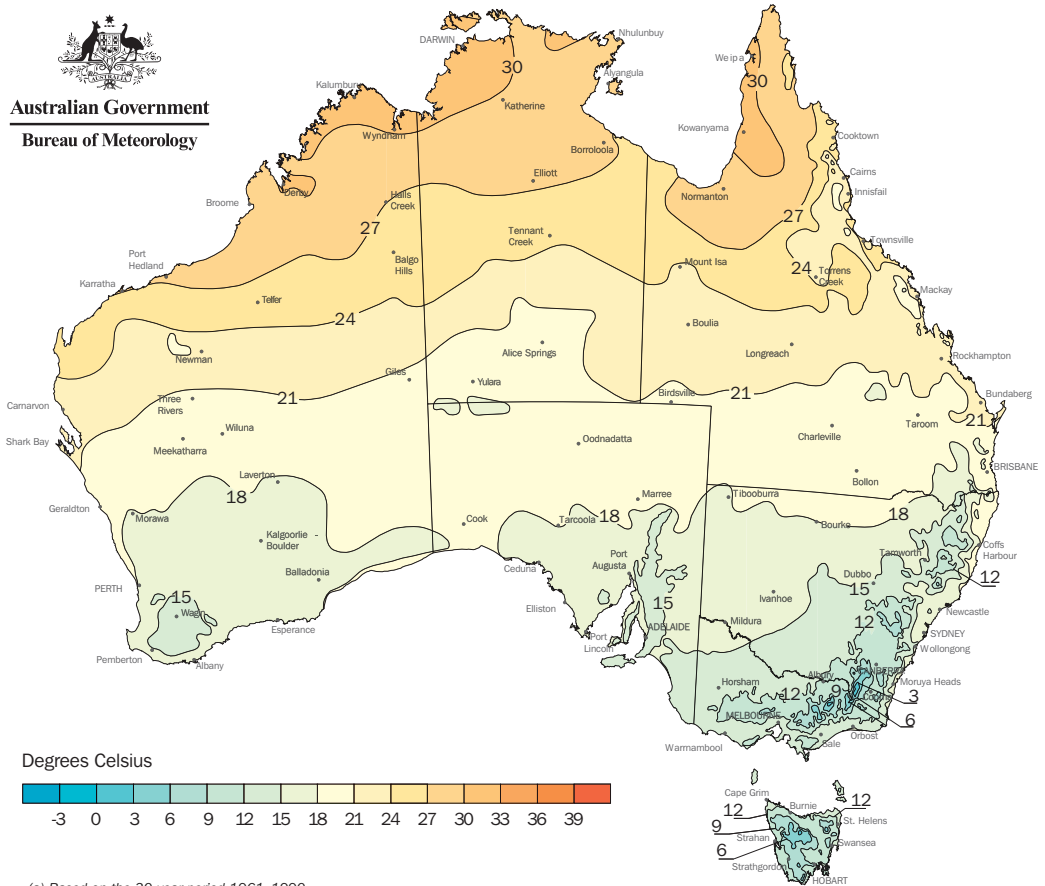 Australian Government
Bureau of Meteorology
DARWIN
Nhulunbuy
30
Weipa
Alyangula
30
Kalumburu
Katherine
Wyndham
Kowanyama
Cooktown
Borroloola
Cairns
Elliott
Derby
Halls
Creek
Normanton
Innisfail
Broome
27
27
Tennant
Creek
Townsville
Port
Hedland
Balgo
Hills
Mount Isa
24
Torrens
Creek
Karratha
Telfer
Mackay
24
Boulia
Newman
Alice Springs
Longreach
Rockhampton
Giles
Yulara
Three
Rivers
21
Birdsville
21
Bundaberg
Carnarvon
Taroom
21
Wiluna
Charleville
Shark Bay
Meekatharra
Oodnadatta
BRISBANE
Laverton
Bollon
18
Marree
Tibooburra
Geraldton
Morawa
Cook
Tarcoola
18
Bourke
18
Kalgoorlie -
Boulder
Coffs
Harbour
Port
Augusta
Tamworth
Balladonia
Ceduna
Dubbo
12
PERTH
15
15
15
Ivanhoe
Wagin
Elliston
Newcastle
12
Mildura
ADELAIDE
SYDNEY
Esperance
Port
Lincoln
Wollongong
Pemberton
Albany
Albury
CANBERRA
Horsham
Moruya Heads
12
9
3
MELBOURNE
6
Orbost
Warrnambool
Sale
Degrees Celsius
-3 0 3 6 9 12 15 18 21 24 27 30 33 36 39
Cape Grim
12
12
Burnie
9
St. Helens
Strahan
Swansea
6
Strathgordon
HOBART